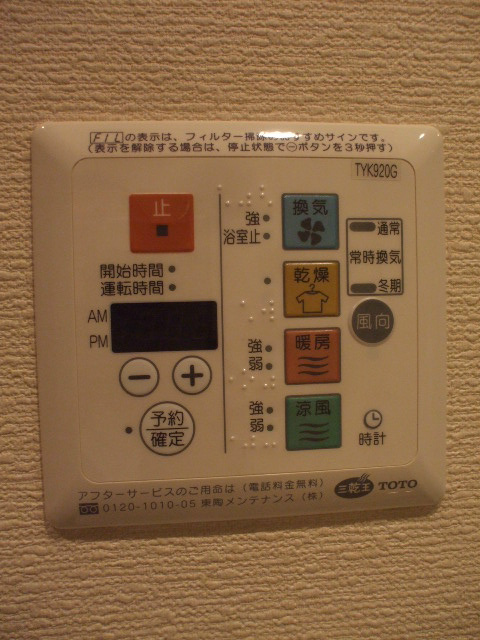 FILの表示は、フィルター掃除のおすすめサインです。
(表示を解除する場合は、停止状態で⊖ボタンを3秒押す)
TYK920G
止
換気
強
浴室止
通常
常時換気
冬期
開始時間
運転時間
乾燥
風向
AM
PM
暖房
強
弱
− +
予約
確定
涼風
強
弱
時計
アフターサービスのご用命は (電話料金無料)
0120-1010-05 東陶メンテナンス (株)
三乾王 TOTO